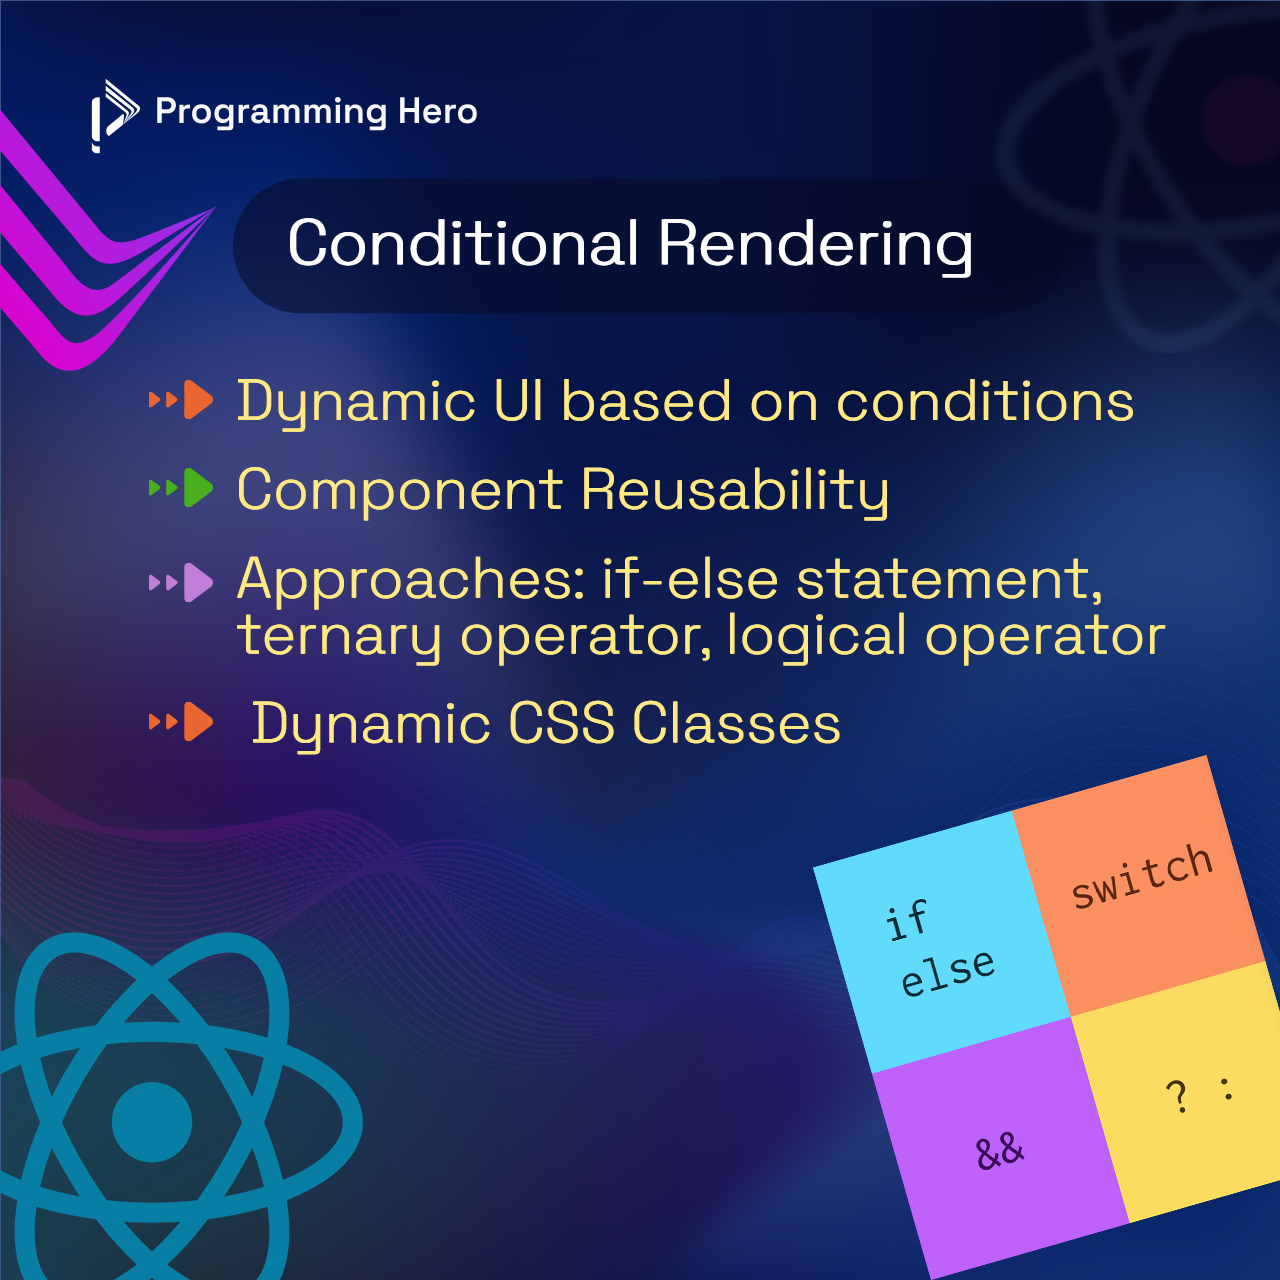 Programming Hero
Conditional Rendering
Dynamic UI based on conditions
Component Reusability
Approaches: if-else statement,
ternary operator, logical operator
Dynamic CSS Classes
if
else
switch
&&
? :